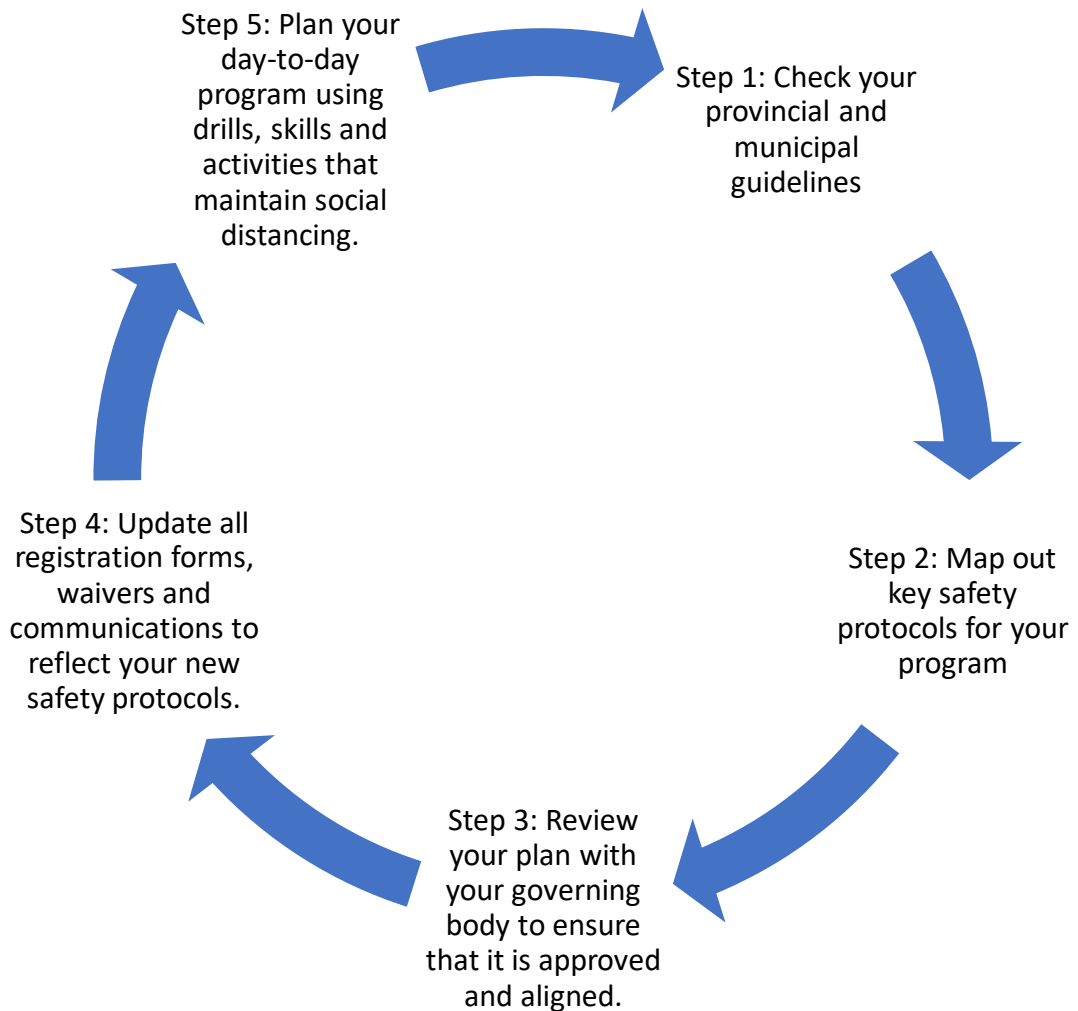 Step 1: Check your
provincial and
municipal
guidelines
Step 2: Map out
key safety
protocols for your
program
Step 3: Review
your plan with
your governing
body to ensure
that it is approved
and aligned.
Step 4: Update all
registration forms,
waivers and
communications to
reflect your new
safety protocols.
Step 5: Plan your
day-to-day
program using
drills, skills and
activities that
maintain social
distancing.